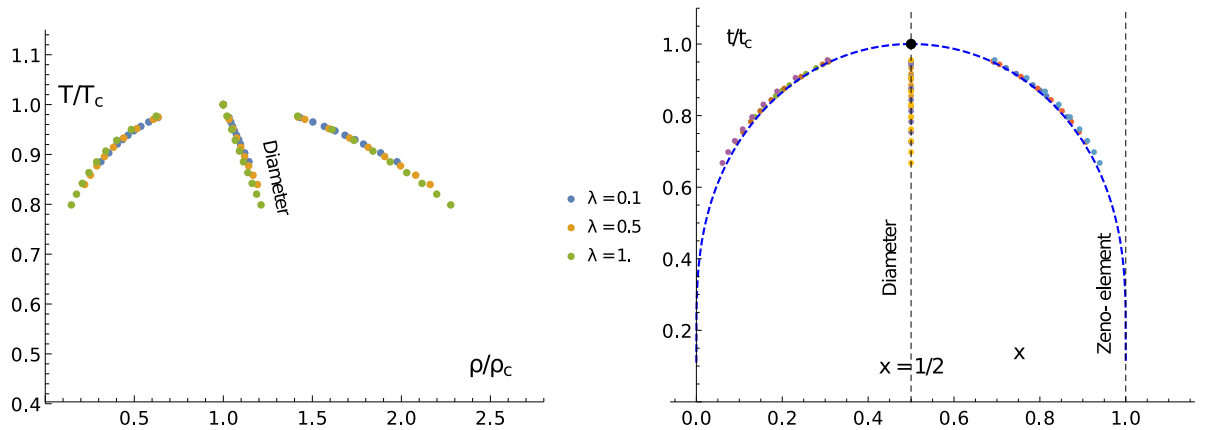 T/T_c
1.1
1.0
0.9
0.8
0.7
0.6
0.5
0.4
0.5
1.0
1.5
2.0
2.5
Diameter
ρ/ρ_c
λ = 0.1
λ = 0.5
λ = 1.
t/t_c
1.0
0.8
0.6
0.4
0.2
0.0
0.2
0.4
0.6
0.8
1.0
Diameter
Zeno- element
x
x = 1/2